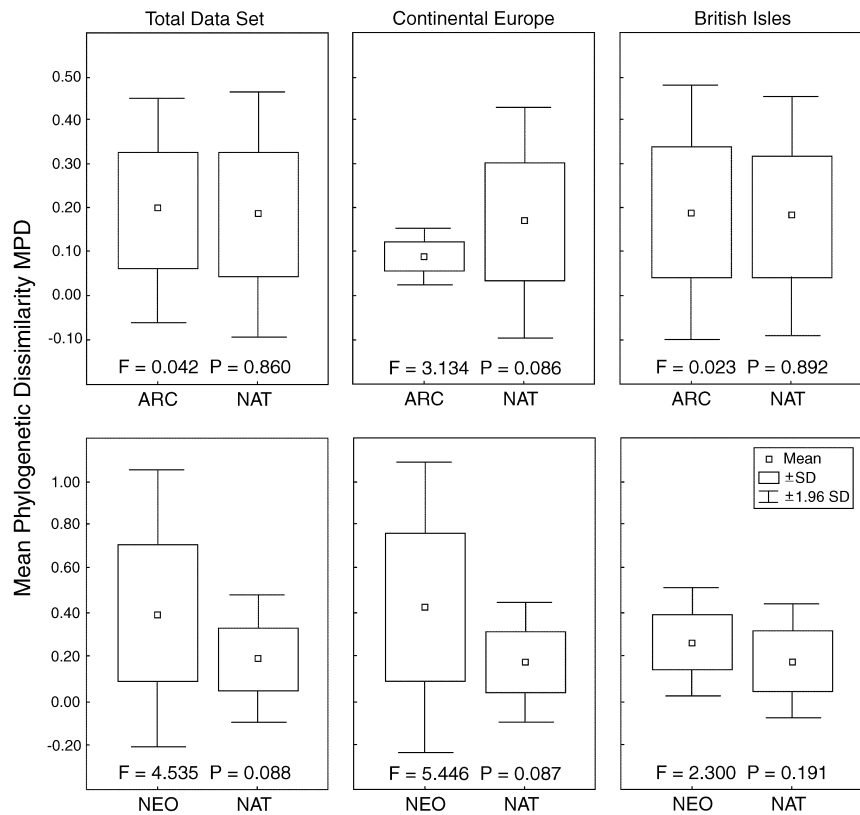 Total Data Set
Continental Europe
British Isles
Mean Phylogenetic Dissimilarity MPD
0.50
0.40
0.30
0.20
0.10
0.00
-0.10
F = 0.042 P = 0.860
F = 3.134 P = 0.086
F = 0.023 P = 0.892
ARC NAT
ARC NAT
ARC NAT
1.00
0.80
0.60
0.40
0.20
0.00
-0.20
Mean
±SD
±1.96 SD
F = 4.535 P = 0.088
F = 5.446 P = 0.087
F = 2.300 P = 0.191
NEO NAT
NEO NAT
NEO NAT